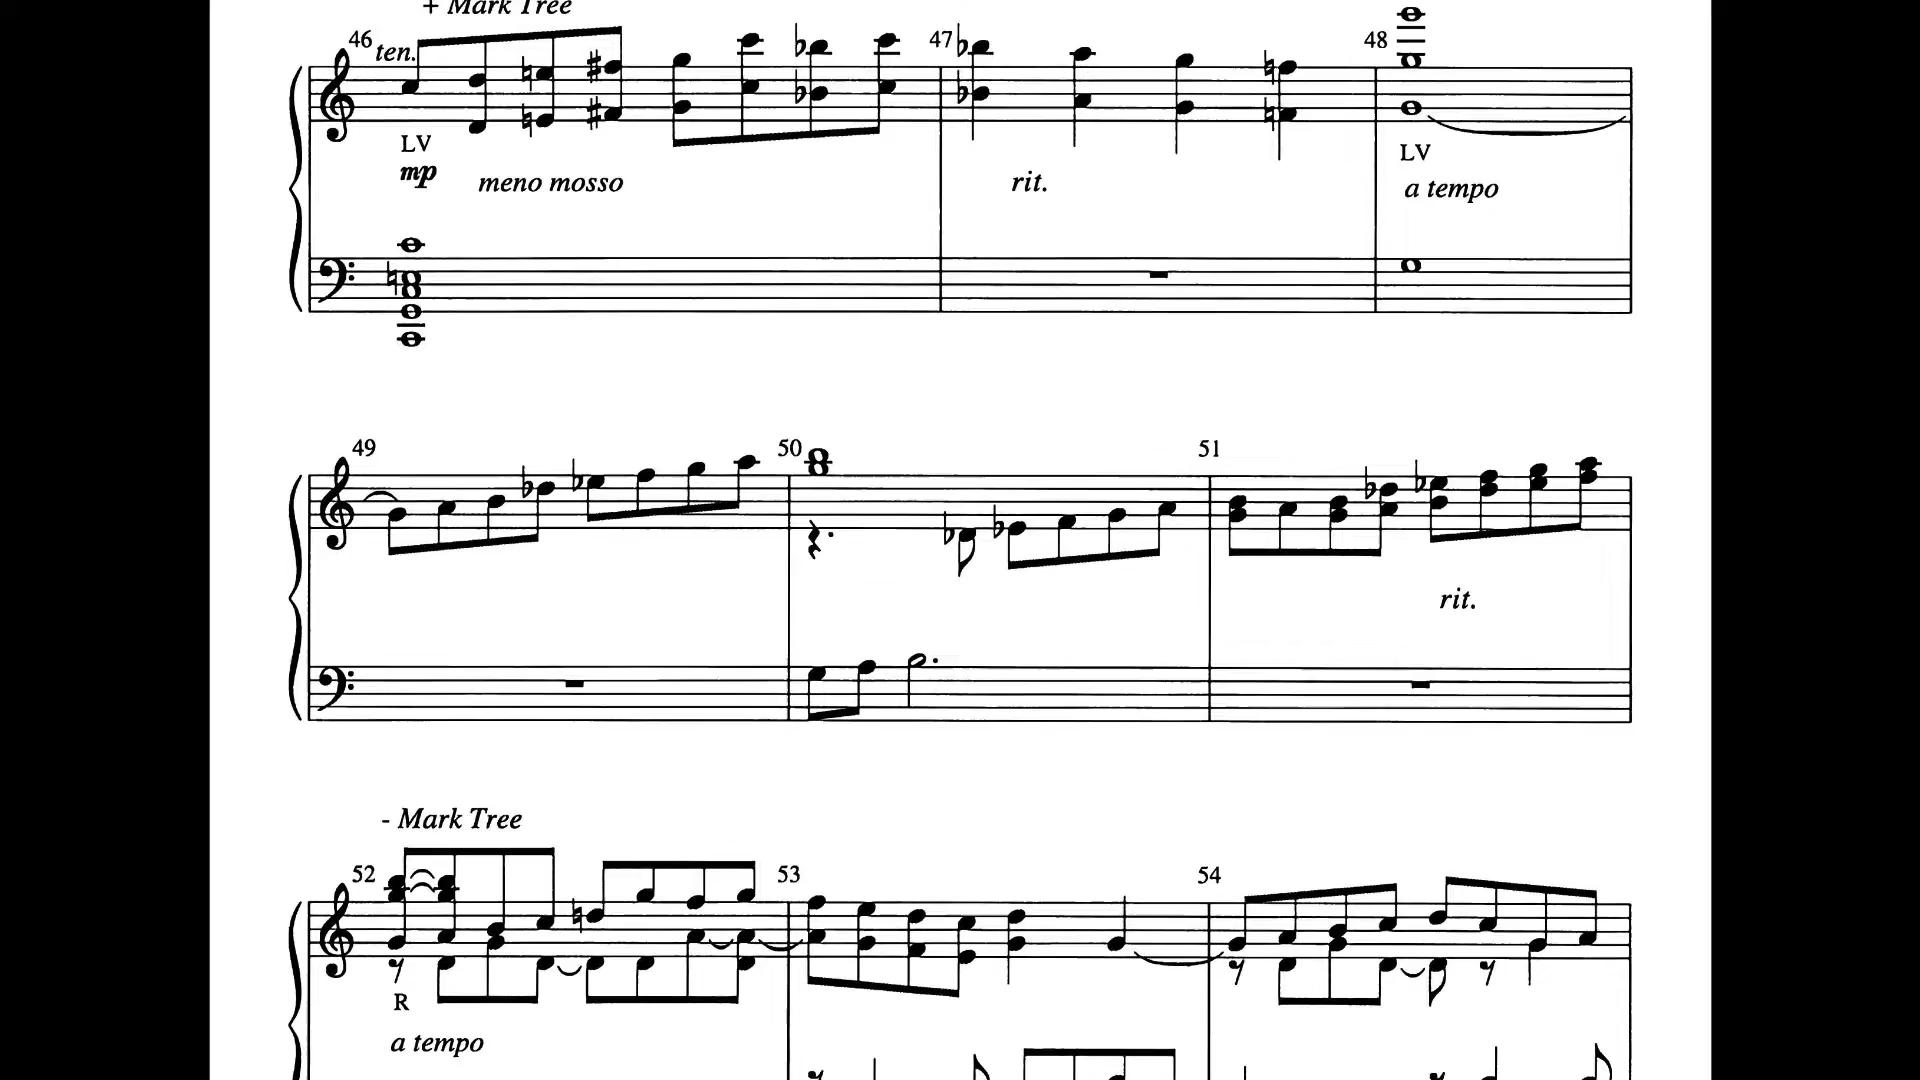 + Mark Tree
46 ten. 47 48
LV LV
mp meno mosso rit. a tempo
49 50 51
rit.
- Mark Tree
52 53 54
R
a tempo